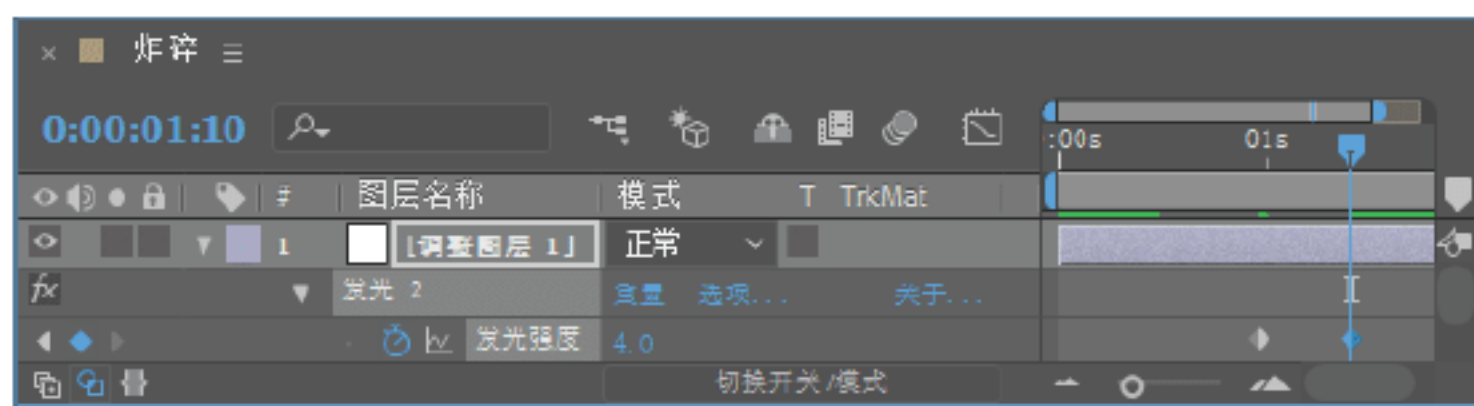 炸碎
0:00:01:10
:00s 01s
# 图层名称 模式 T TrkMat
1 [调整图层 1] 正常
fx 发光 2 重置 选项... 关于...
发光强度 4.0
切换开关/模式